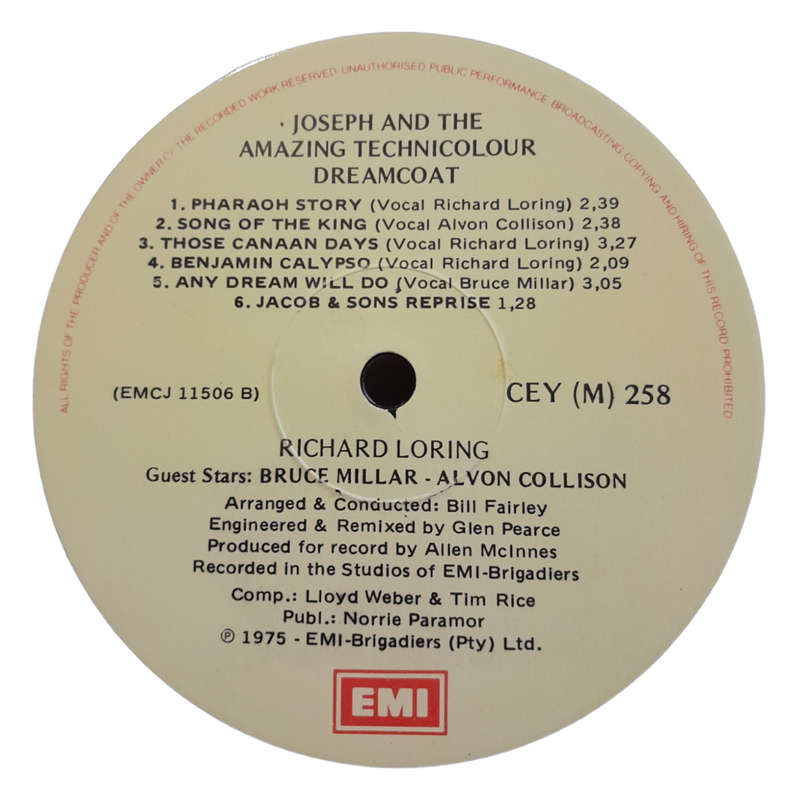 ALL RIGHTS OF THE PRODUCER AND OF THE OWNER OF THE RECORDED WORK RESERVED. UNAUTHORISED PUBLIC PERFORMANCE, BROADCASTING, COPYING AND HIRING OF THIS RECORD PROHIBITED
· JOSEPH AND THE
AMAZING TECHNICOLOUR
DREAMCOAT
1. PHARAOH STORY (Vocal Richard Loring) 2,39
2. SONG OF THE KING (Vocal Alvon Collison) 2,38
3. THOSE CANAAN DAYS (Vocal Richard Loring) 3,27
4. BENJAMIN CALYPSO (Vocal Richard Loring) 2,09
5. ANY DREAM WILL DO (Vocal Bruce Millar) 3,05
6. JACOB & SONS REPRISE 1,28
(EMCJ 11506 B) CEY (M) 258
RICHARD LORING
Guest Stars: BRUCE MILLAR - ALVON COLLISON
Arranged & Conducted: Bill Fairley
Engineered & Remixed by Glen Pearce
Produced for record by Allen McInnes
Recorded in the Studios of EMI-Brigadiers
Comp.: Lloyd Weber & Tim Rice
Publ.: Norrie Paramor
℗ 1975 - EMI-Brigadiers (Pty) Ltd.
EMI